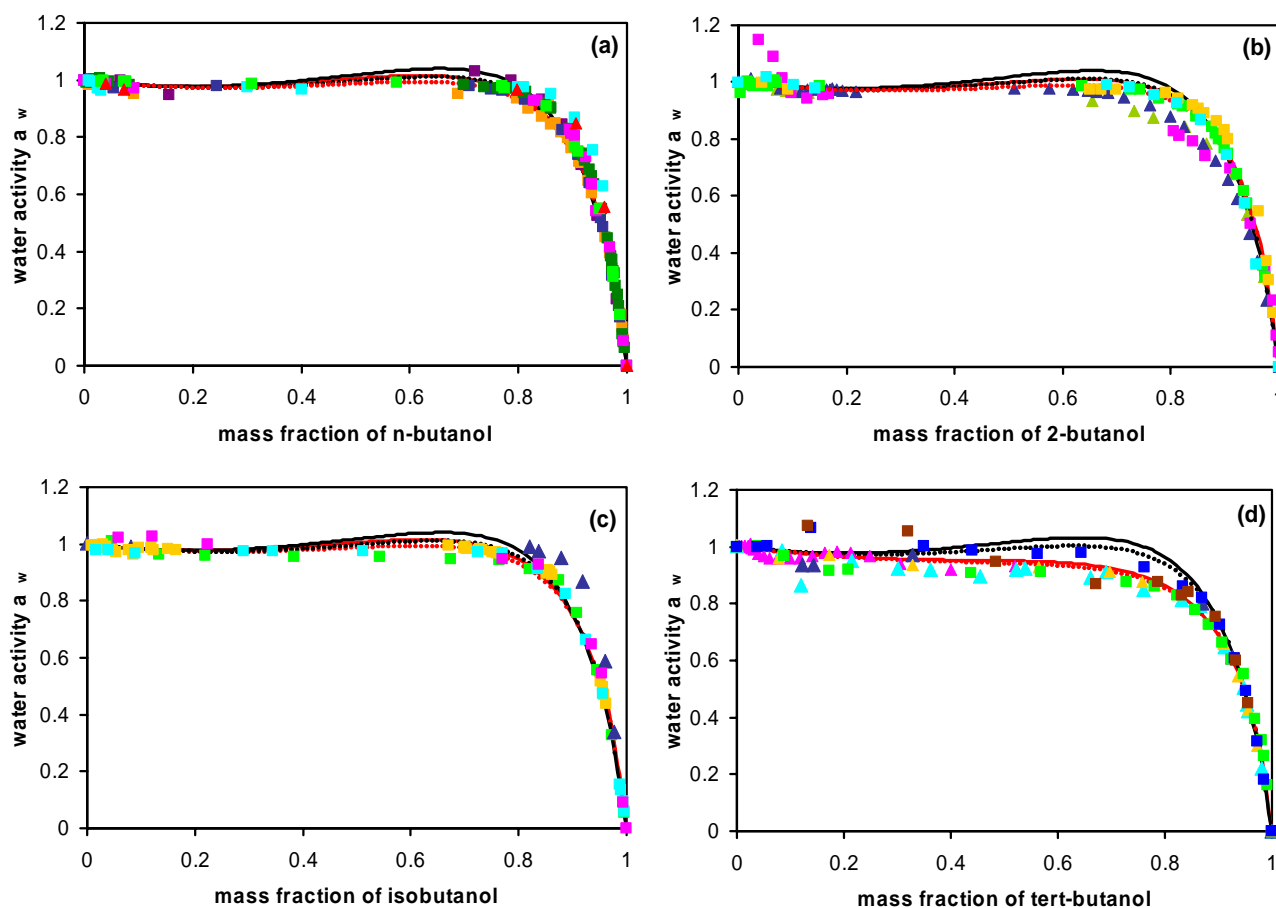 (a)
1.2
1
0.8
0.6
0.4
0.2
0
water activity a w
0 0.2 0.4 0.6 0.8 1
mass fraction of n-butanol
(b)
1.2
1
0.8
0.6
0.4
0.2
0
water activity a w
0 0.2 0.4 0.6 0.8 1
mass fraction of 2-butanol
(c)
1.2
1
0.8
0.6
0.4
0.2
0
water activity a w
0 0.2 0.4 0.6 0.8 1
mass fraction of isobutanol
(d)
1.2
1
0.8
0.6
0.4
0.2
0
water activity a w
0 0.2 0.4 0.6 0.8 1
mass fraction of tert-butanol